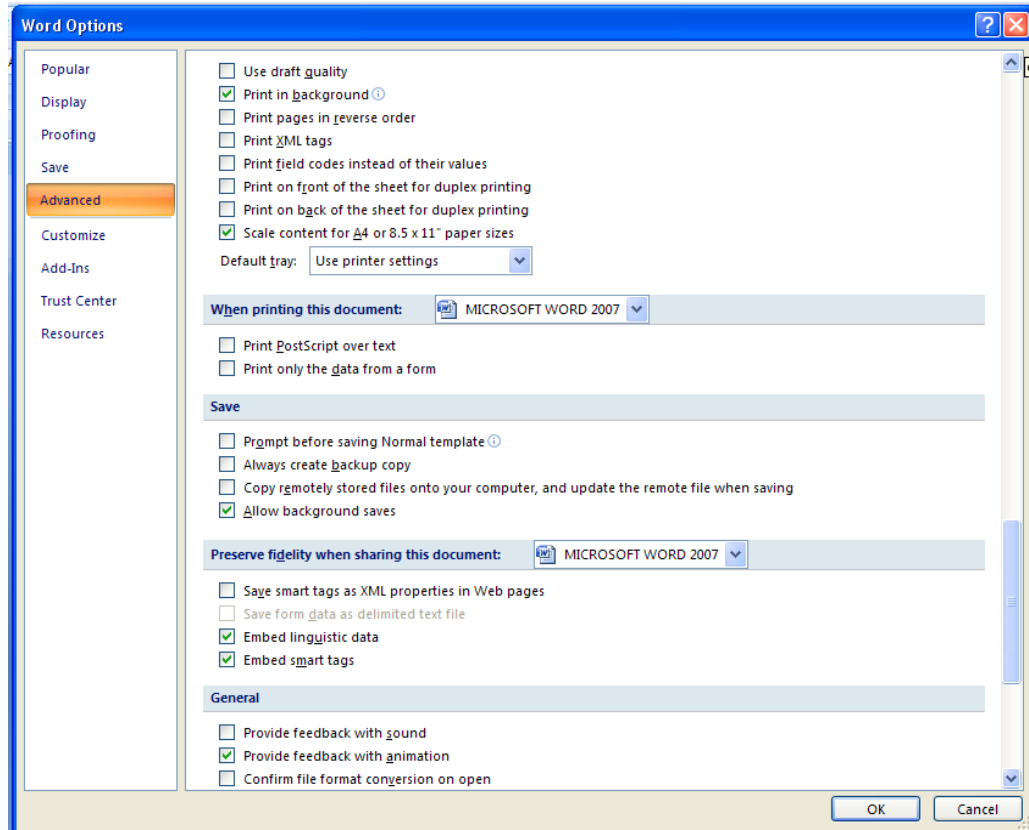 Word Options
Popular
Display
Proofing
Save
Advanced
Customize
Add-Ins
Trust Center
Resources
Use draft quality
Print in background
Print pages in reverse order
Print XML tags
Print field codes instead of their values
Print on front of the sheet for duplex printing
Print on back of the sheet for duplex printing
Scale content for A4 or 8.5 x 11" paper sizes
Default tray: Use printer settings
When printing this document: MICROSOFT WORD 2007
Print PostScript over text
Print only the data from a form
Save
Prompt before saving Normal template
Always create backup copy
Copy remotely stored files onto your computer, and update the remote file when saving
Allow background saves
Preserve fidelity when sharing this document: MICROSOFT WORD 2007
Save smart tags as XML properties in Web pages
Save form data as delimited text file
Embed linguistic data
Embed smart tags
General
Provide feedback with sound
Provide feedback with animation
Confirm file format conversion on open
OK Cancel